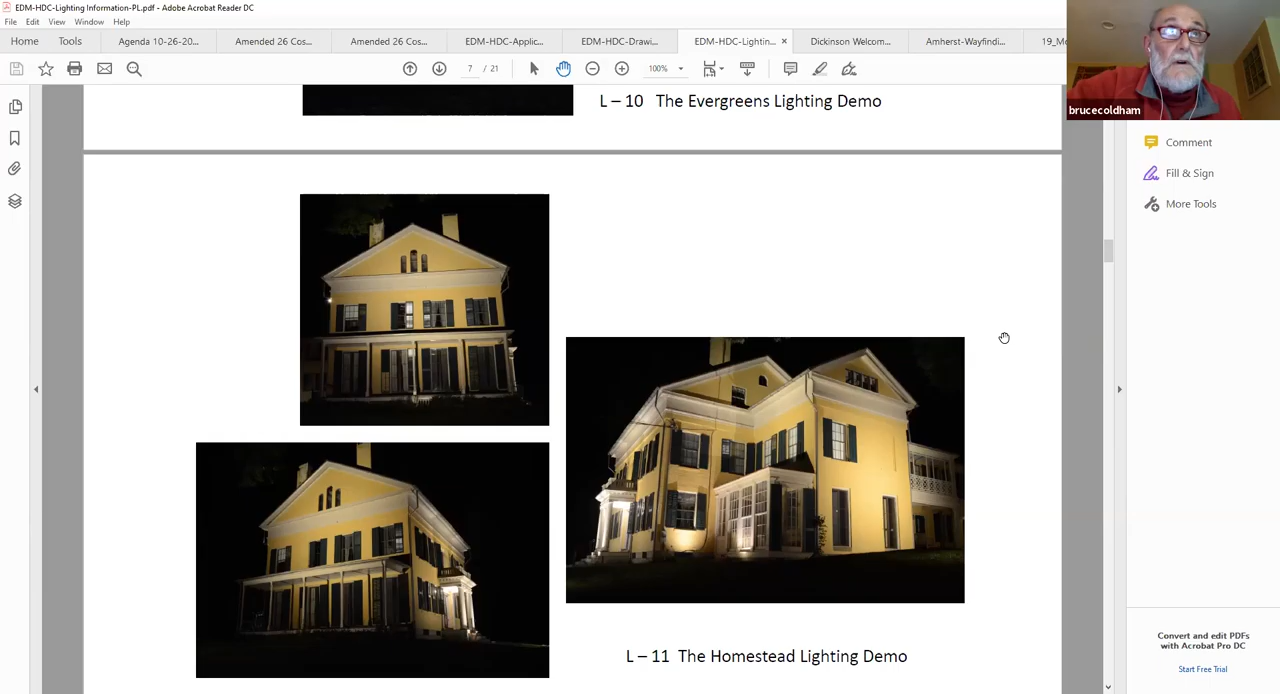 EDM-HDC-Lighting Information-PL.pdf - Adobe Acrobat Reader DC
File Edit View Window Help
Home Tools Agenda 10-26-20... Amended 26 Cos... Amended 26 Cos... EDM-HDC-Applic... EDM-HDC-Drawi... EDM-HDC-Lightin... × Dickinson Welcom... Amherst-Wayfindi...
7 / 21 100%
brucecoldham
L – 10 The Evergreens Lighting Demo
Comment
Fill & Sign
More Tools
L – 11 The Homestead Lighting Demo
Convert and edit PDFs
with Acrobat Pro DC
Start Free Trial